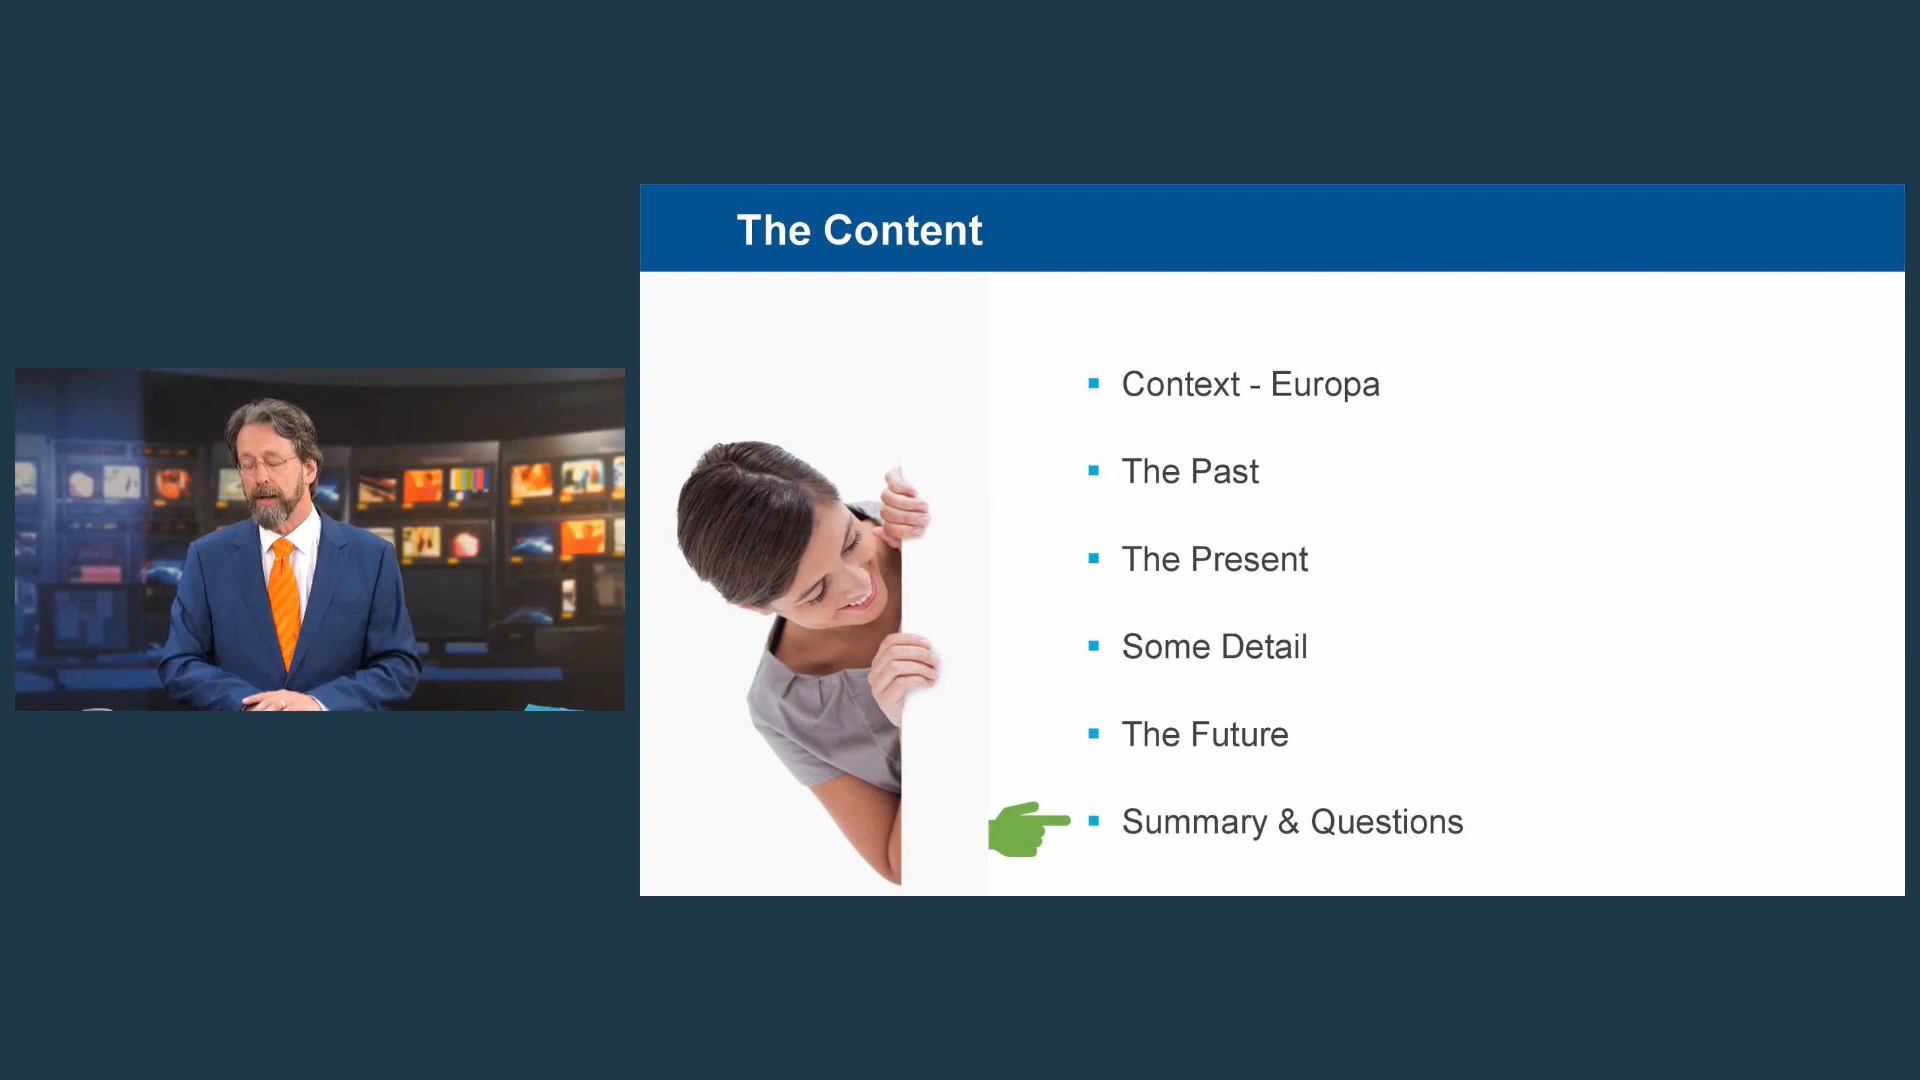 The Content
Context - Europa
The Past
The Present
Some Detail
The Future
Summary & Questions